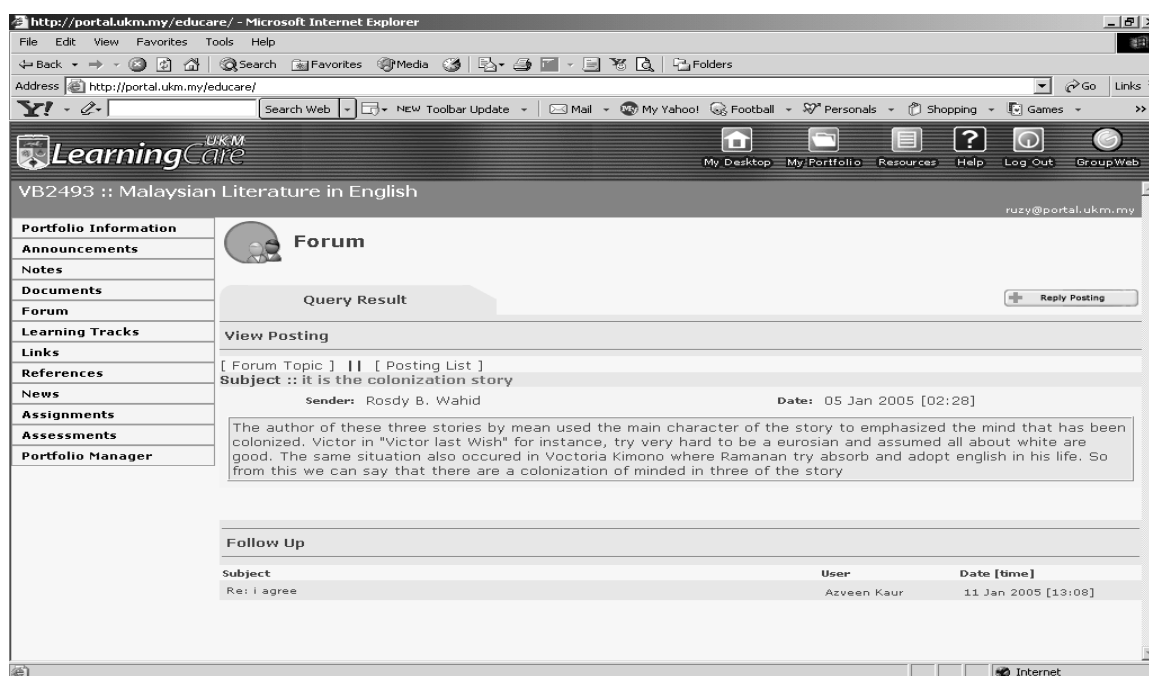 http://portal.ukm.my/educare/ - Microsoft Internet Explorer
File Edit View Favorites Tools Help
Back Search Favorites Media Folders
Address http://portal.ukm.my/educare/ Go Links
Y! Search Web NEW Toolbar Update Mail My Yahoo! Football Personals Shopping Games »
LearningCare UKM
My Desktop My Portfolio Resources Help Log Out GroupWeb
VB2493 :: Malaysian Literature in English
ruzy@portal.ukm.my
Portfolio Information
Announcements
Notes
Documents
Forum
Learning Tracks
Links
References
News
Assignments
Assessments
Portfolio Manager
Forum
Query Result
Reply Posting
View Posting
[ Forum Topic ] || [ Posting List ]
Subject :: it is the colonization story
Sender: Rosdy B. Wahid Date: 05 Jan 2005 [02:28]
The author of these three stories by mean used the main character of the story to emphasized the mind that has been
colonized. Victor in "Victor last Wish" for instance, try very hard to be a eurosian and assumed all about white are
good. The same situation also occured in Voctoria Kimono where Ramanan try absorb and adopt english in his life. So
from this we can say that there are a colonization of minded in three of the story
Follow Up
Subject User Date [time]
Re: i agree Azveen Kaur 11 Jan 2005 [13:08]
Internet